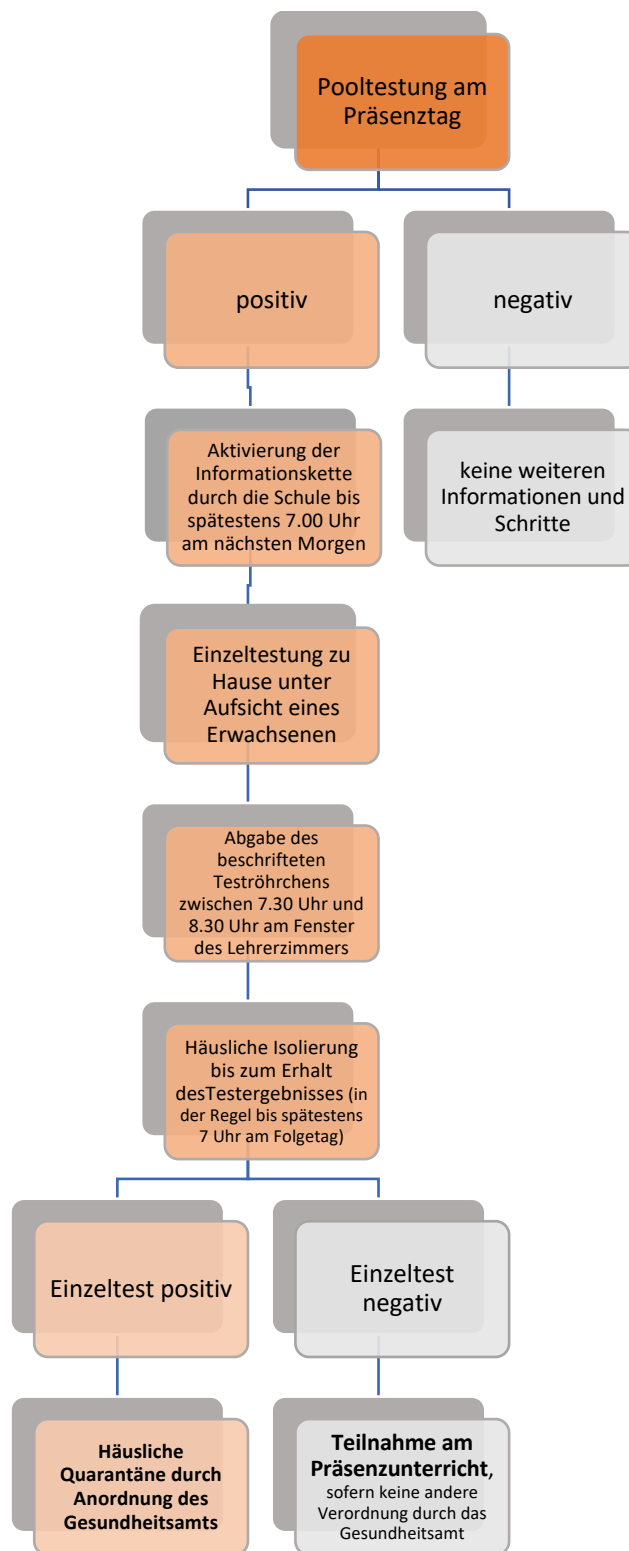 Pooltestung am
Präsenztag
positiv
negativ
Aktivierung der
Informationskette
durch die Schule bis
spätestens 7.00 Uhr
am nächsten Morgen
keine weiteren
Informationen und
Schritte
Einzeltestung zu
Hause unter
Aufsicht eines
Erwachsenen
Abgabe des
beschrifteten
Teströhrchens
zwischen 7.30 Uhr und
8.30 Uhr am Fenster
des Lehrerzimmers
Häusliche Isolierung
bis zum Erhalt
desTestergebnisses (in
der Regel bis spätestens
7 Uhr am Folgetag)
Einzeltest positiv
Einzeltest
negativ
Häusliche
Quarantäne durch
Anordnung des
Gesundheitsamts
Teilnahme am
Präsenzunterricht,
sofern keine andere
Verordnung durch das
Gesundheitsamt